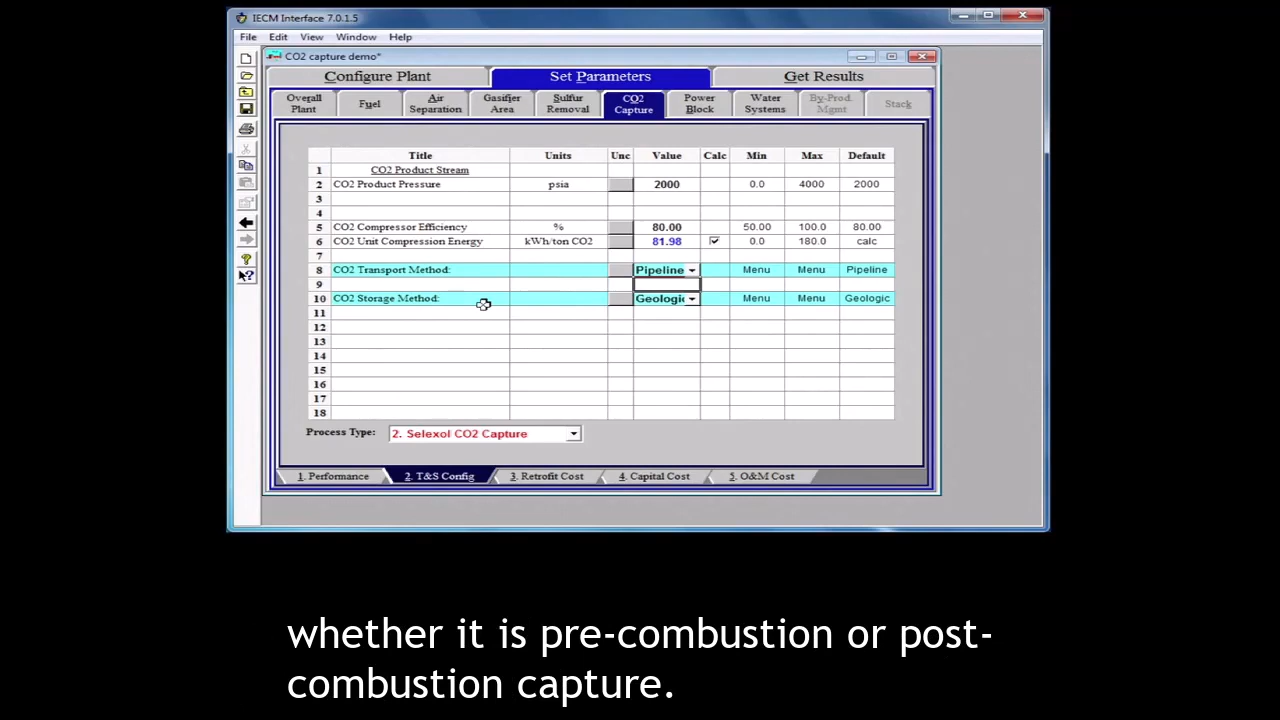 IECM Interface 7.0.1.5
File Edit View Window Help
CO2 capture demo*
Configure Plant Set Parameters Get Results
Overall Plant Fuel Air Separation Gasifier Area Sulfur Removal CO2 Capture Power Block Water Systems By-Prod. Mgmt Stack
Title Units Unc Value Calc Min Max Default
1 CO2 Product Stream
2 CO2 Product Pressure psia 2000 0.0 4000 2000
3
4
5 CO2 Compressor Efficiency % 80.00 50.00 100.0 80.00
6 CO2 Unit Compression Energy kWh/ton CO2 81.98 0.0 180.0 calc
7
8 CO2 Transport Method: Pipeline Menu Menu Pipeline
9
10 CO2 Storage Method: Geologic Menu Menu Geologic
11
12
13
14
15
16
17
18
Process Type: 2. Selexol CO2 Capture
1. Performance 2. T&S Config 3. Retrofit Cost 4. Capital Cost 5. O&M Cost
whether it is pre-combustion or post-
combustion capture.